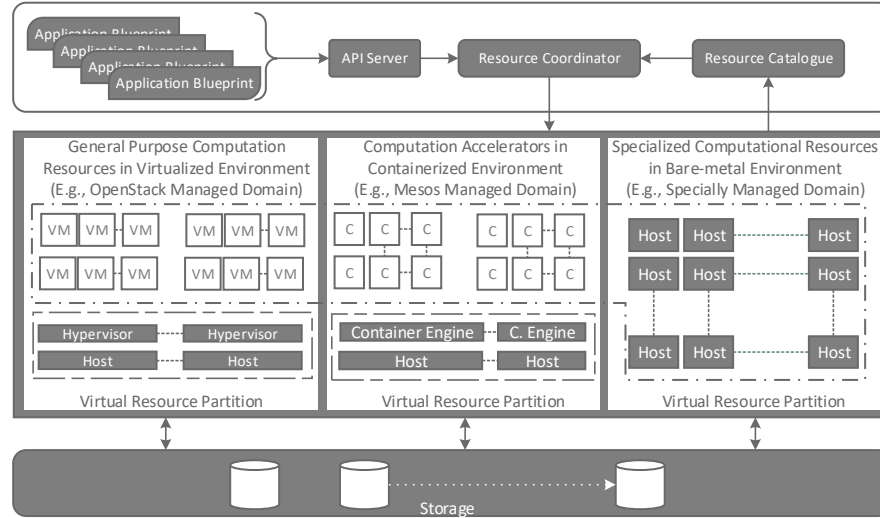 Application Blueprint
Application Blueprint
Application Blueprint
Application Blueprint
API Server
Resource Coordinator
Resource Catalogue
General Purpose Computation
Resources in Virtualized Environment
(E.g., OpenStack Managed Domain)
VM VM VM VM VM VM
VM VM VM VM VM VM
Hypervisor Hypervisor
Host Host
Virtual Resource Partition
Computation Accelerators in
Containerized Environment
(E.g., Mesos Managed Domain)
C C C C C C
C C C C C C
Container Engine C. Engine
Host Host
Virtual Resource Partition
Specialized Computational Resources
in Bare-metal Environment
(E.g., Specially Managed Domain)
Host Host Host
Host Host Host
Host Host Host
Virtual Resource Partition
Storage